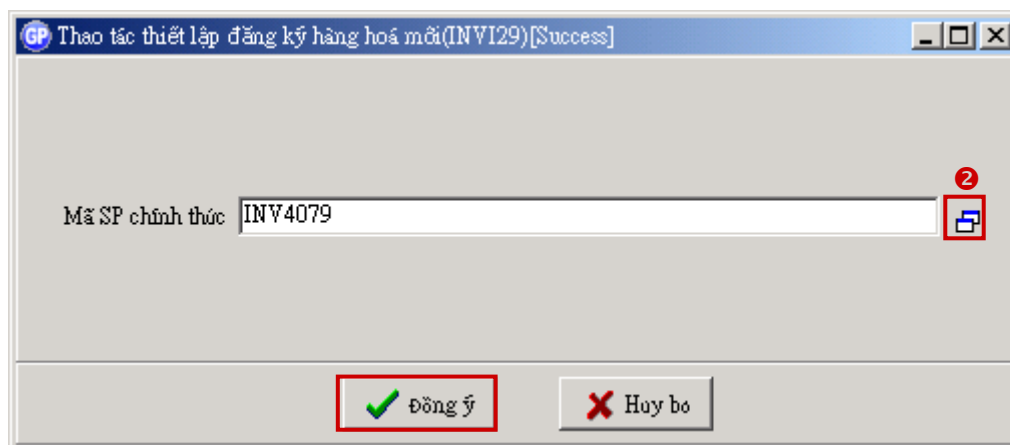 GP Thao tác thiết lập đăng ký hàng hoá mới(INVI29)[Success]
❷
Mã SP chính thức INV4079
Đồng ý Huy bo